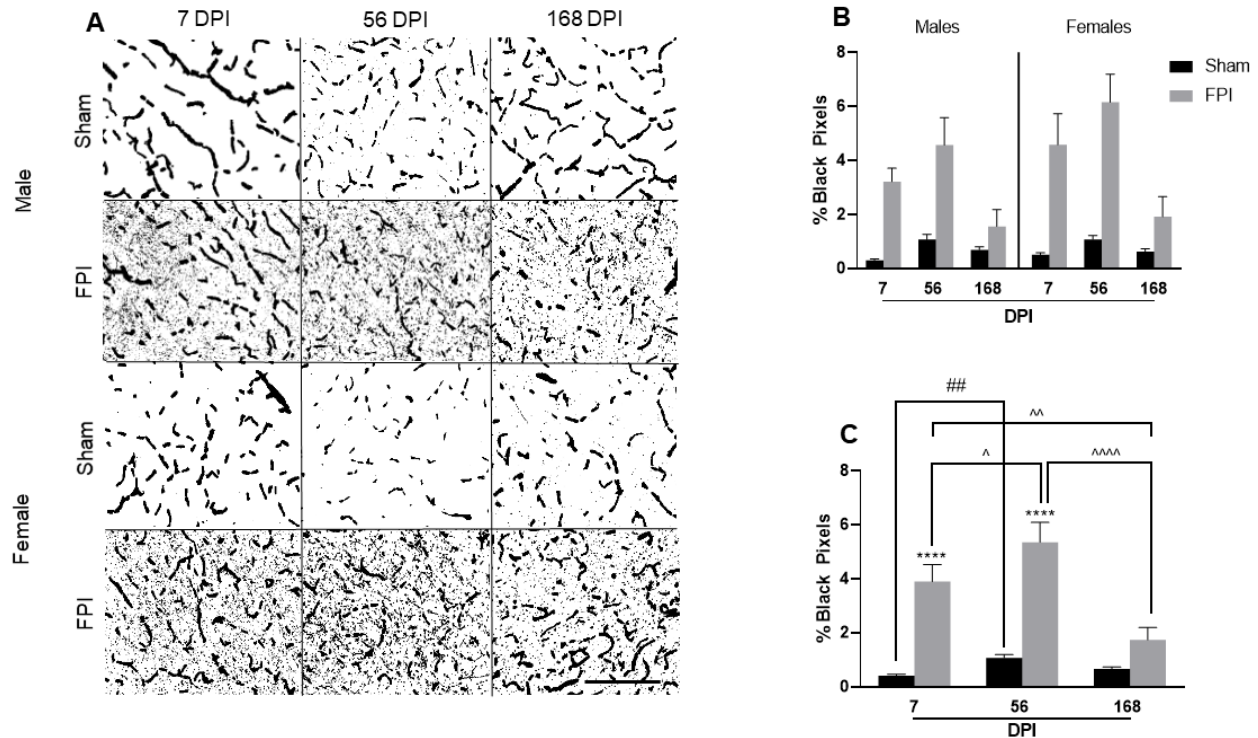 A
7 DPI 56 DPI 168 DPI
Male
Sham
FPI
Female
Sham
FPI
B
Males Females
Sham
FPI
% Black Pixels
8
6
4
2
0
7 56 168 7 56 168
DPI
C
##
^^
^
^^^^
****
****
% Black Pixels
8
6
4
2
0
7 56 168
DPI